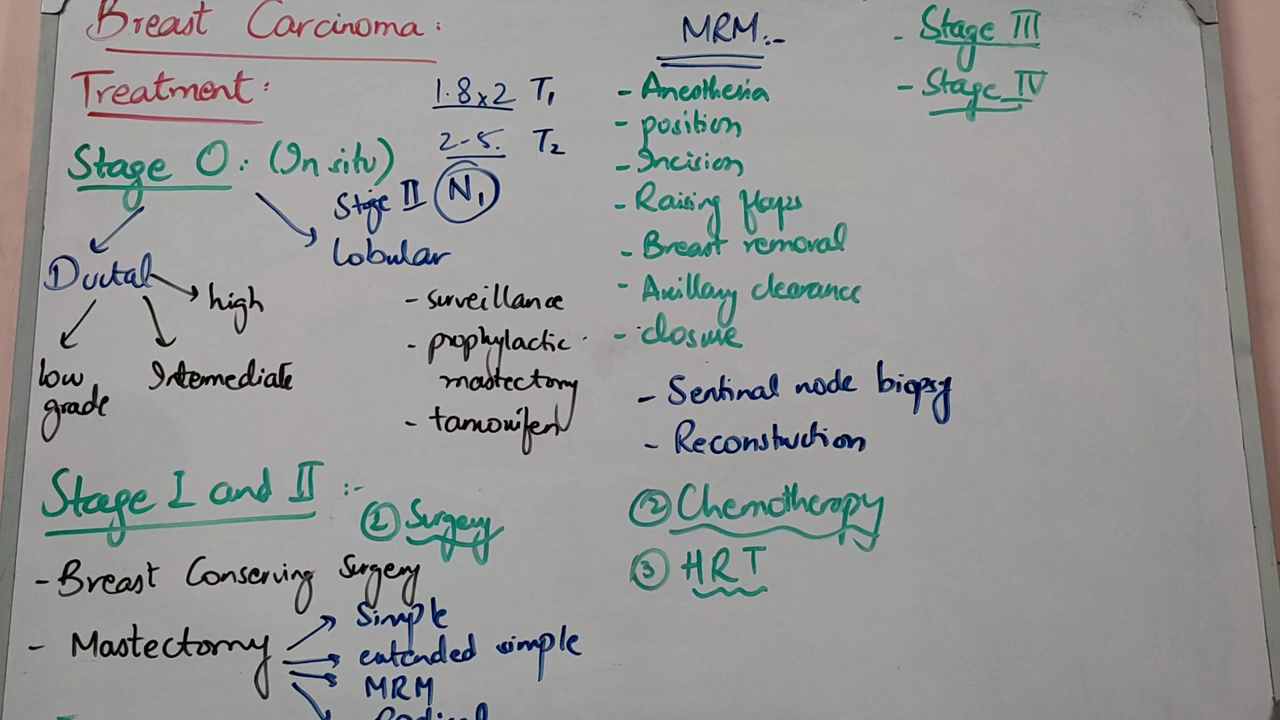 Breast Carcinoma:
Treatment:
1.8x2 T1
2-5. T2
Stage 0: (In situ)
Stage II N1
Ductal
lobular
high
low
grade
Intermediate
- surveillance
- prophylactic
mastectomy
- tamoxifen
Stage I and II :-
① Surgery
- Breast Conserving Surgery
- Mastectomy
Simple
extended simple
MRM
Radical
MRM:-
- Anesthesia
- position
- Incision
- Raising flaps
- Breast removal
- Axillary clearance
- closure
- Sentinal node biopsy
- Reconstruction
② Chemotherapy
③ HRT
- Stage III
- Stage IV